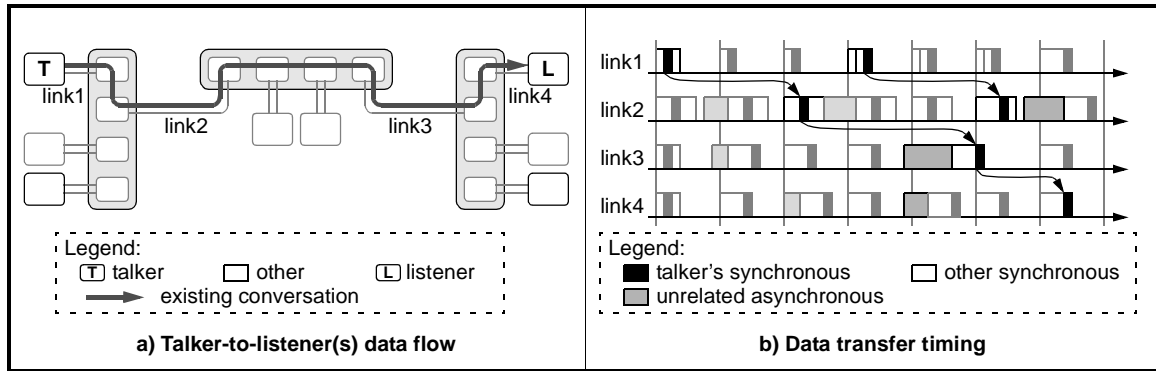 T
L
link1
link4
link2
link3
Legend:
T talker
other
L listener
existing conversation
a) Talker-to-listener(s) data flow
link1
link2
link3
link4
Legend:
talker's synchronous
other synchronous
unrelated asynchronous
b) Data transfer timing